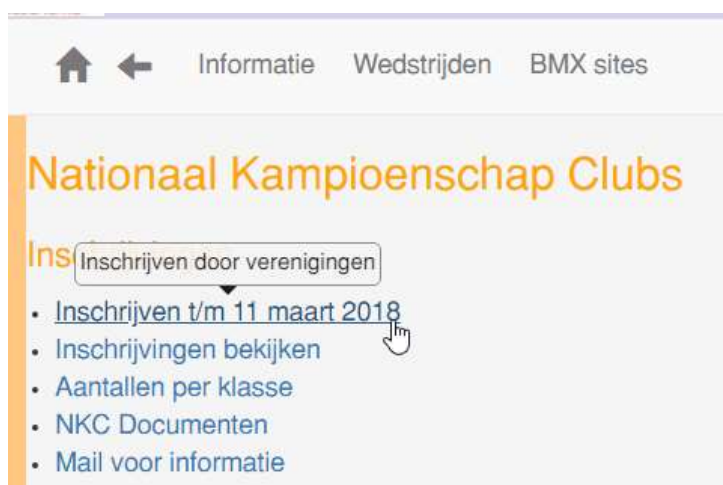 Informatie Wedstrijden BMX sites
Nationaal Kampioenschap Clubs
Inschrijven door verenigingen
Inschrijven t/m 11 maart 2018
Inschrijvingen bekijken
Aantallen per klasse
NKC Documenten
Mail voor informatie